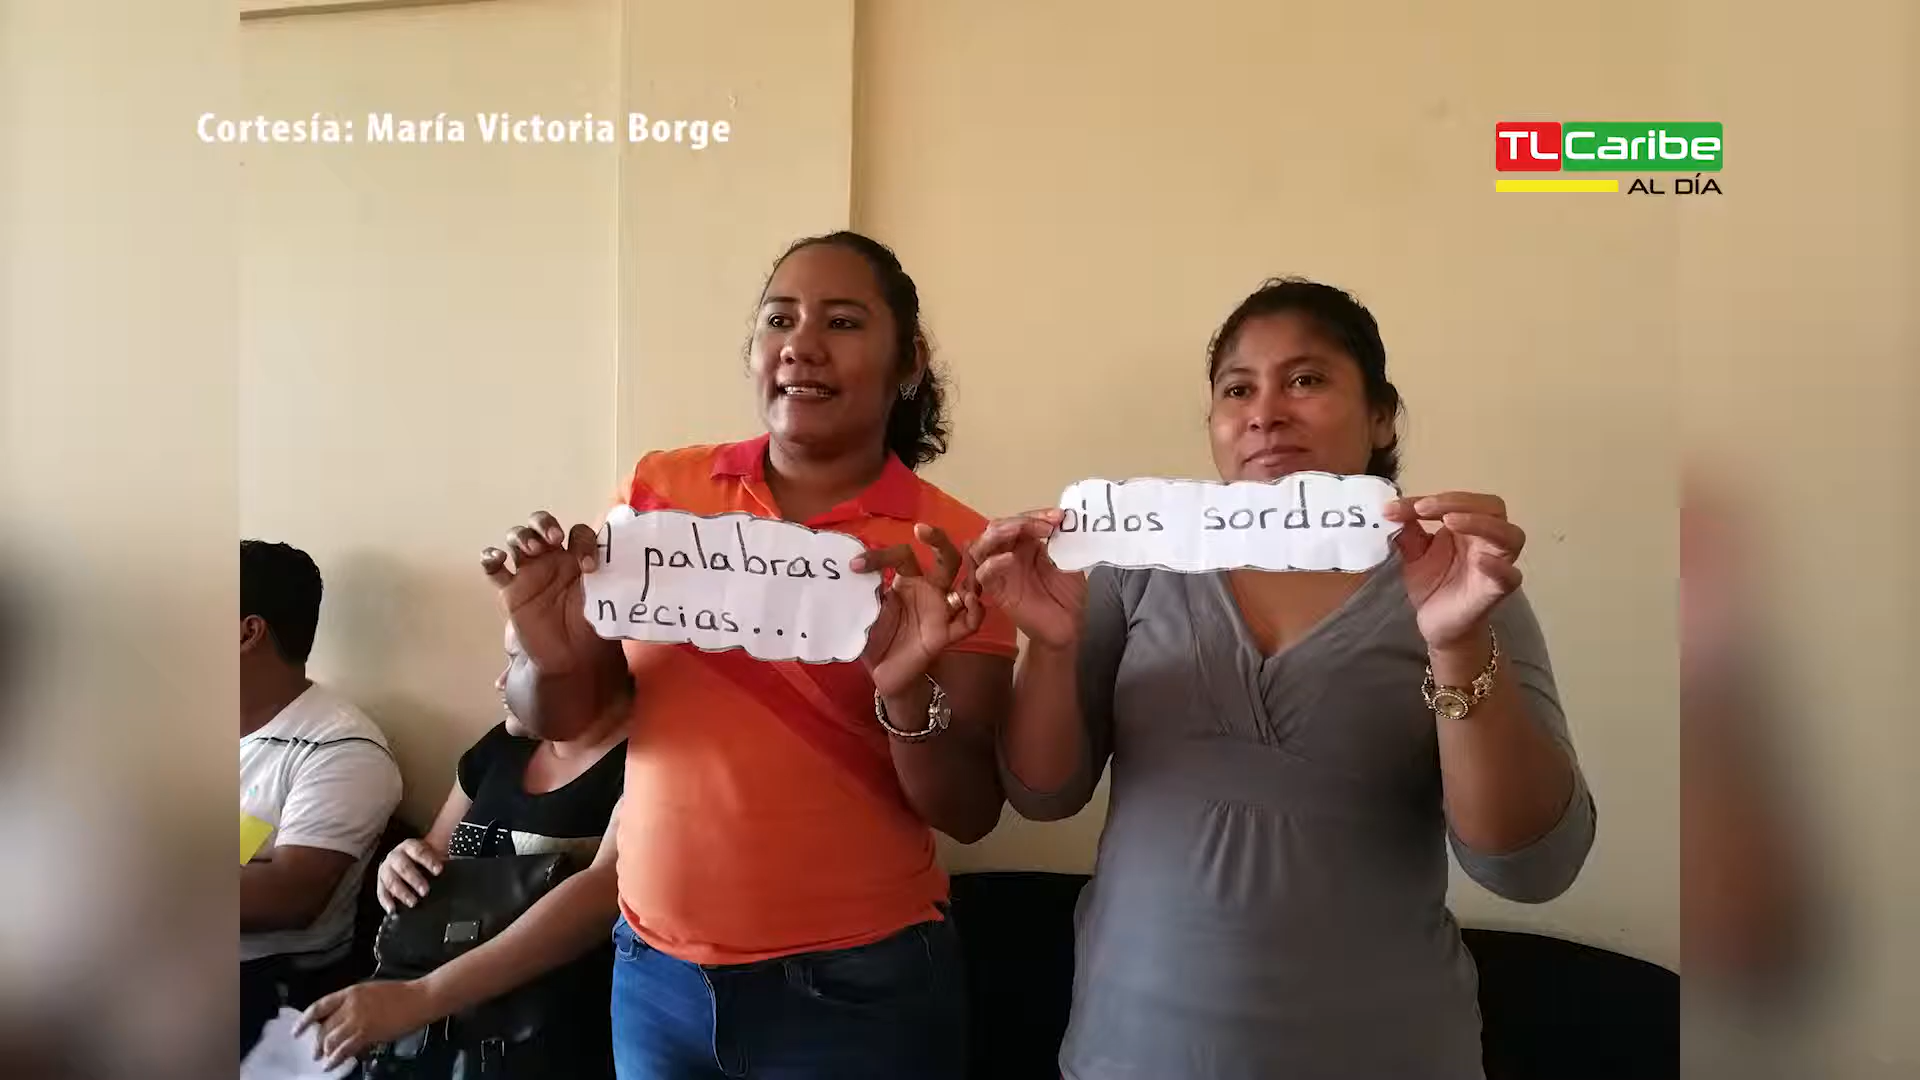 Cortesía: María Victoria Borge
TLCaribe
AL DÍA
A palabras
necias...
oidos sordos.